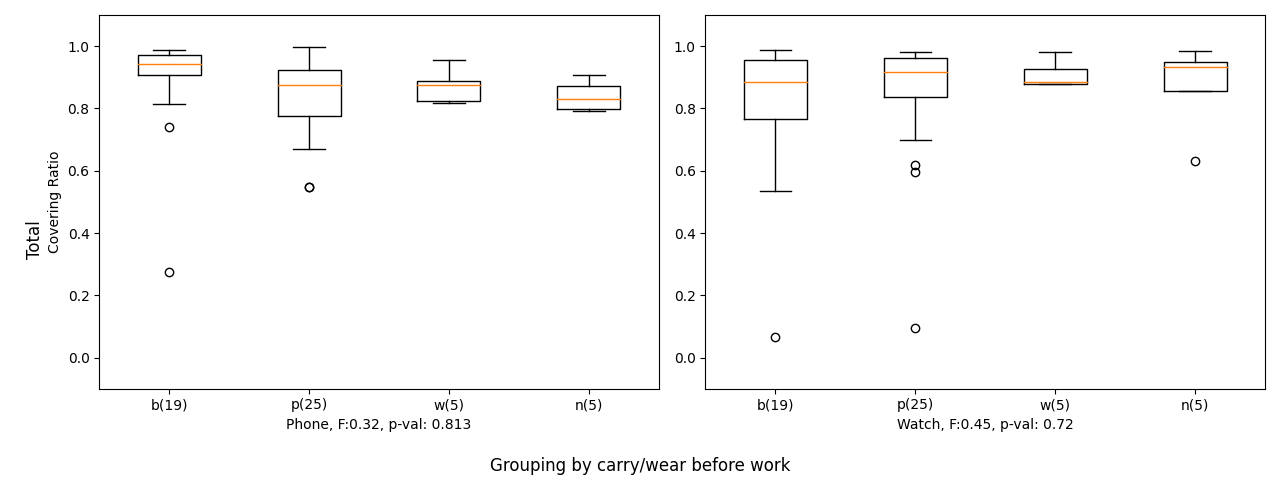 Total
Covering Ratio
1.0
0.8
0.6
0.4
0.2
0.0
b(19) p(25) w(5) n(5)
Phone, F:0.32, p-val: 0.813
1.0
0.8
0.6
0.4
0.2
0.0
b(19) p(25) w(5) n(5)
Watch, F:0.45, p-val: 0.72
Grouping by carry/wear before work